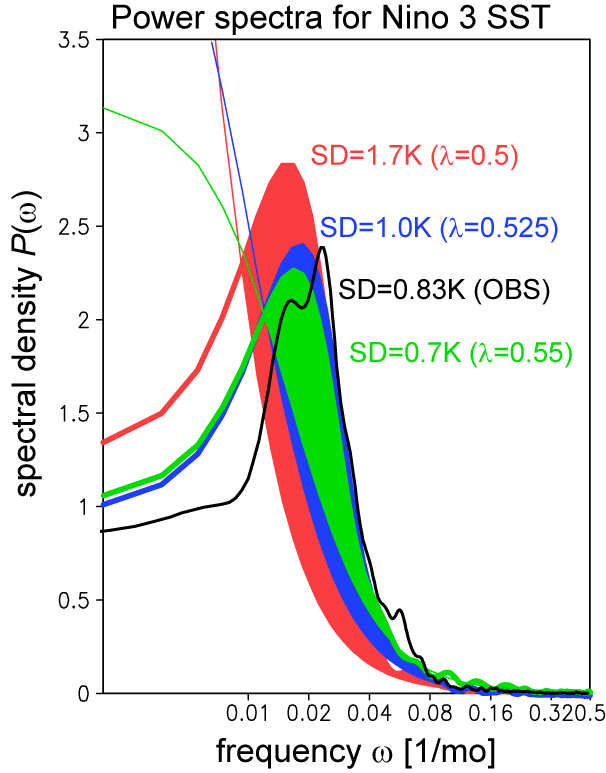 Power spectra for Nino 3 SST
3.5
3
2.5
2
1.5
1
0.5
0
spectral density P(ω)
SD=1.7K (λ=0.5)
SD=1.0K (λ=0.525)
SD=0.83K (OBS)
SD=0.7K (λ=0.55)
0.01 0.02 0.04 0.08 0.16 0.32 0.5
frequency ω [1/mo]